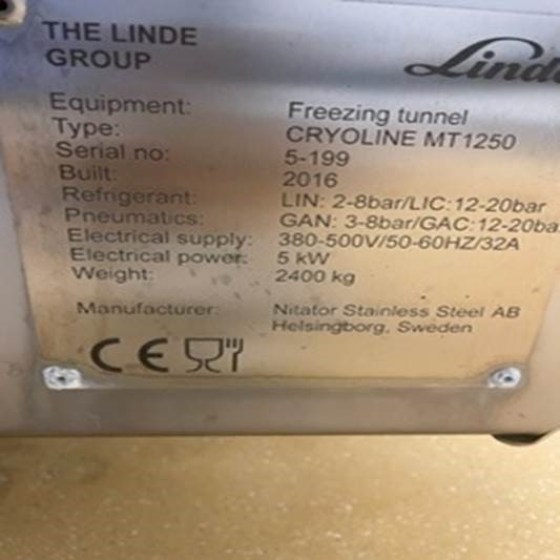 THE LINDE
GROUP
Linde
Equipment: Freezing tunnel
Type: CRYOLINE MT1250
Serial no: 5-199
Built: 2016
Refrigerant: LIN: 2-8bar/LIC:12-20bar
Pneumatics: GAN: 3-8bar/GAC:12-20ba
Electrical supply: 380-500V/50-60HZ/32A
Electrical power: 5 kW
Weight: 2400 kg
Manufacturer: Nitator Stainless Steel AB
Helsingborg, Sweden
CE